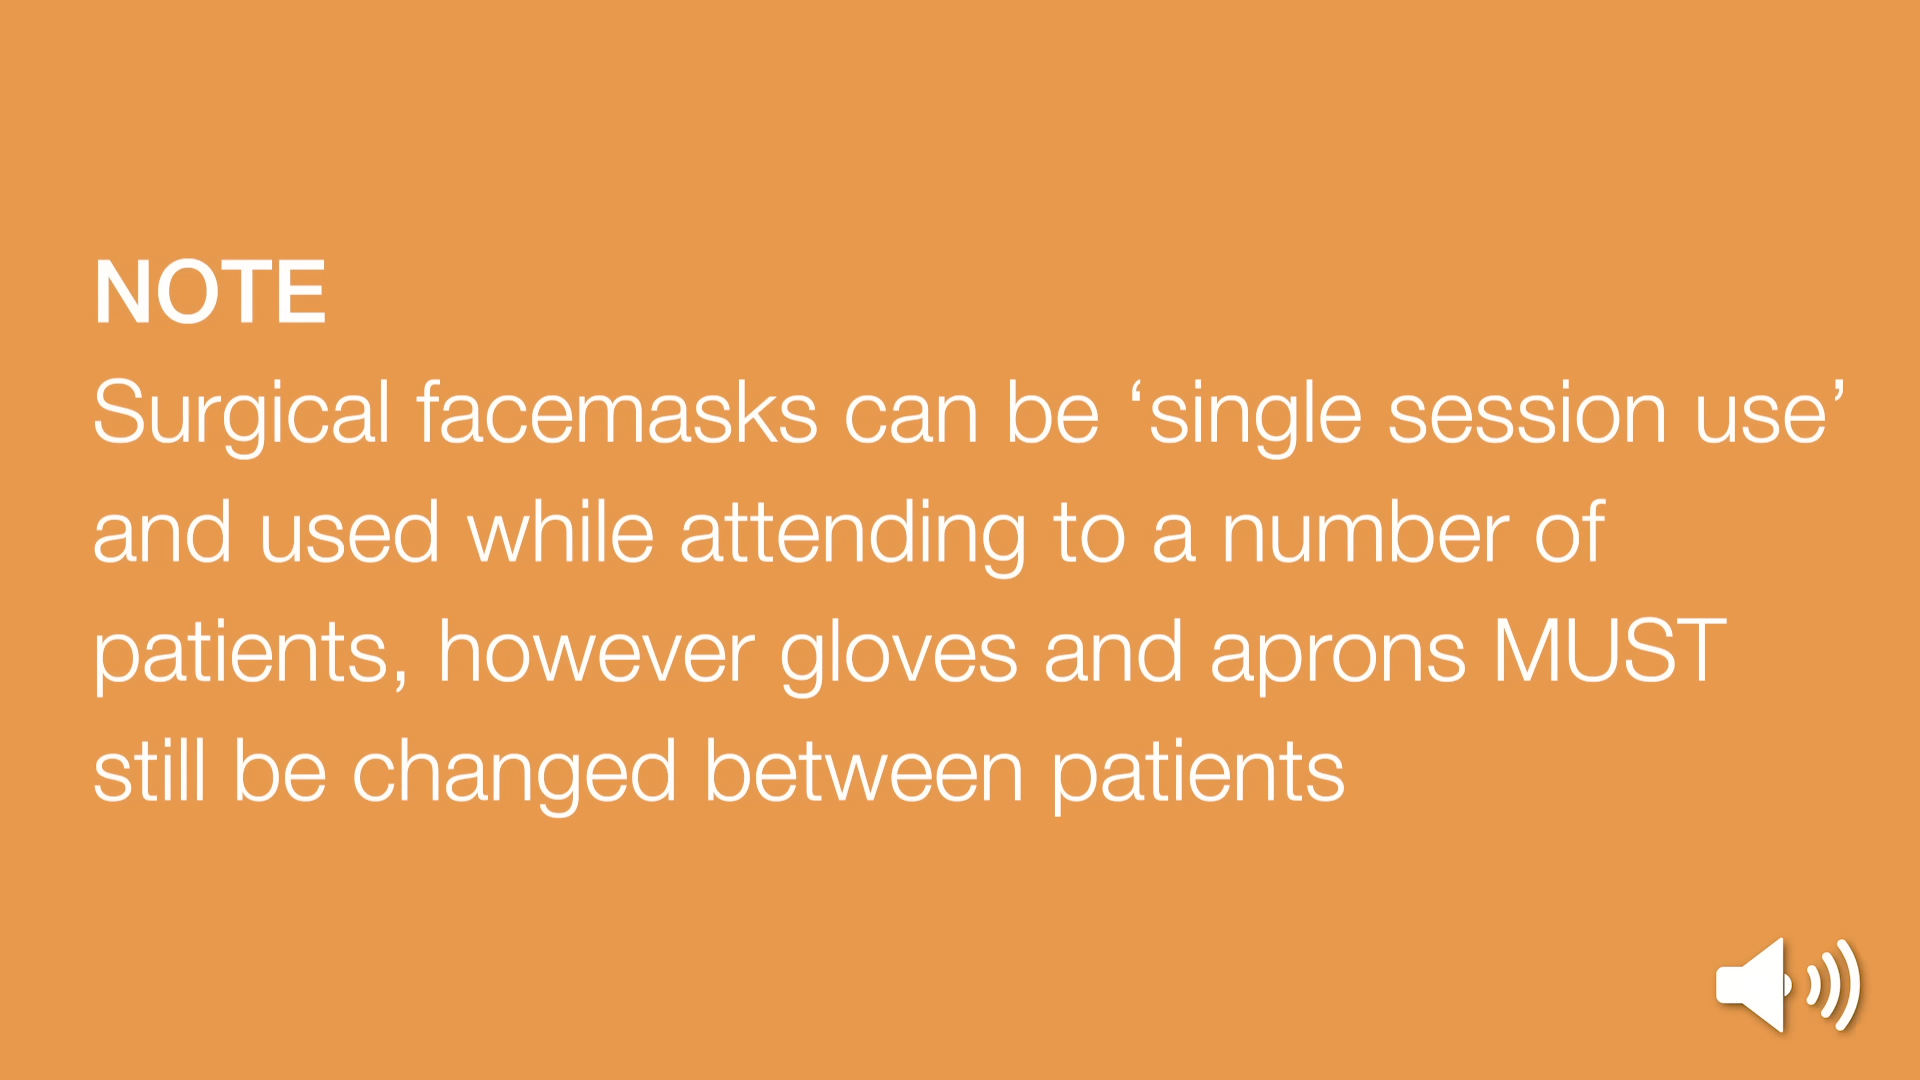 NOTE
Surgical facemasks can be ‘single session use’
and used while attending to a number of
patients, however gloves and aprons MUST
still be changed between patients